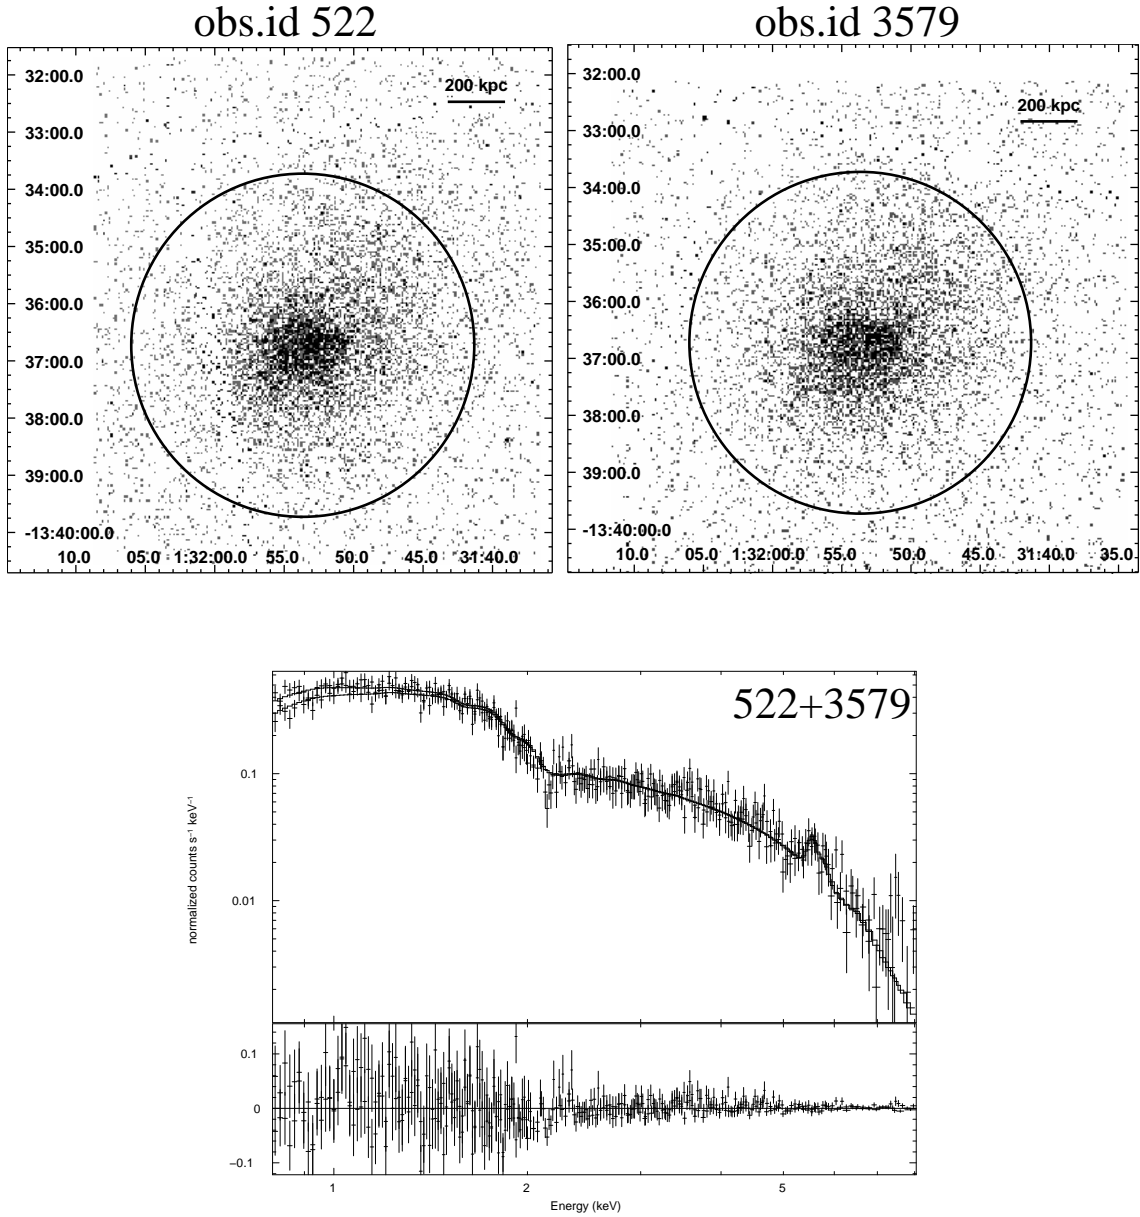 obs.id 522
obs.id 3579
32:00.0
33:00.0
34:00.0
35:00.0
36:00.0
37:00.0
38:00.0
39:00.0
-13:40:00.0
10.0 05.0 1:32:00.0 55.0 50.0 45.0 31:40.0
200 kpc
32:00.0
33:00.0
34:00.0
35:00.0
36:00.0
37:00.0
38:00.0
39:00.0
-13:40:00.0
10.0 05.0 1:32:00.0 55.0 50.0 45.0 31:40.0 35.0
200 kpc
522+3579
normalized counts s⁻¹ keV⁻¹
0.1
0.01
0.1
0
−0.1
1 2 5
Energy (keV)